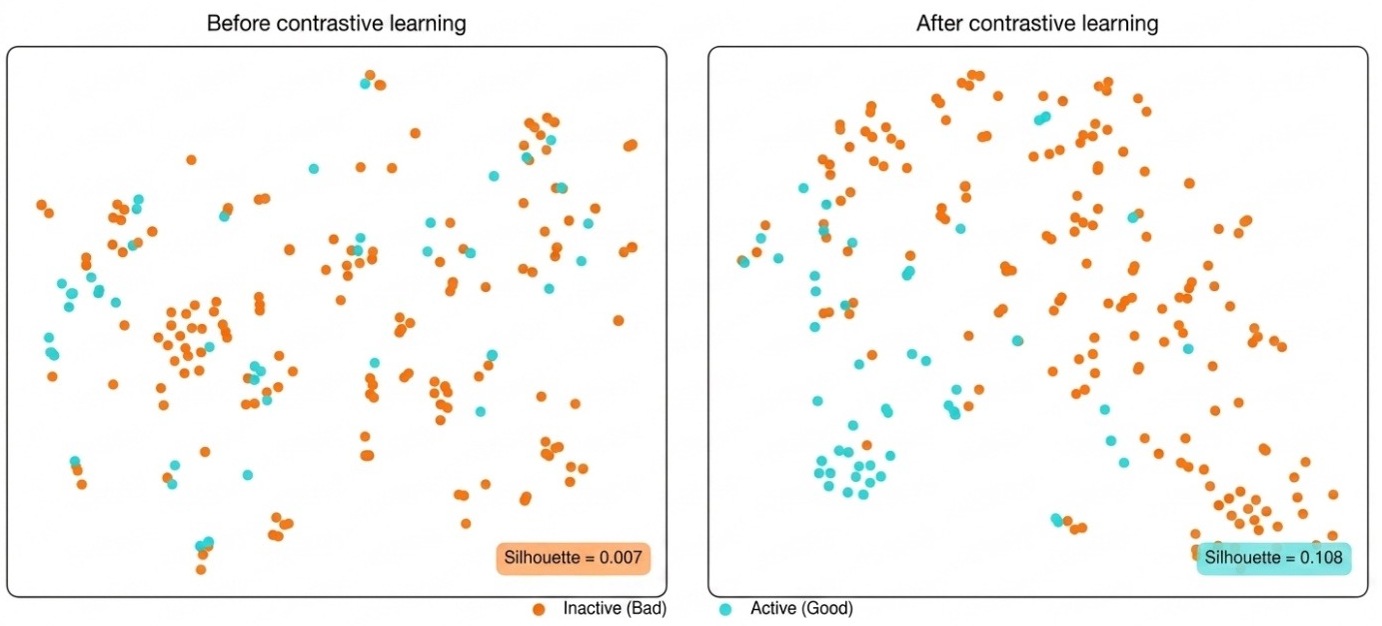 Before contrastive learning
After contrastive learning
Silhouette = 0.007
Silhouette = 0.108
Inactive (Bad)
Active (Good)